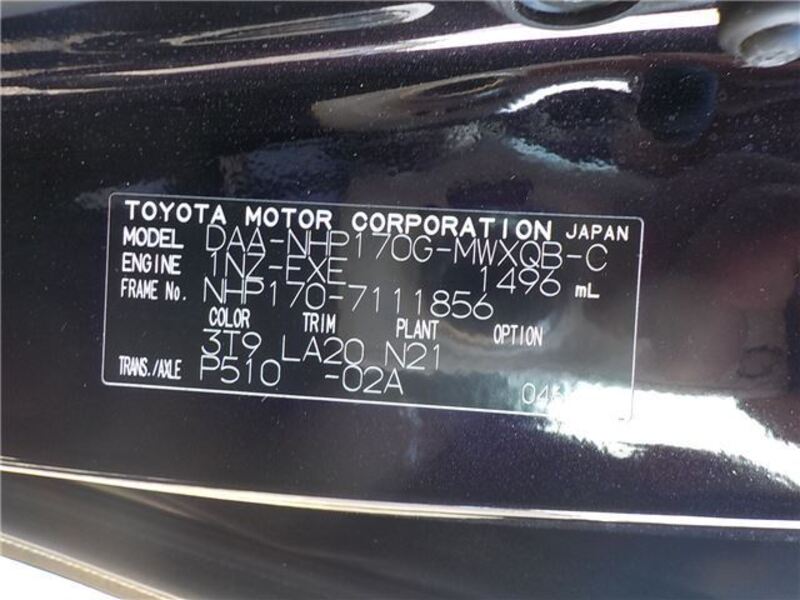 TOYOTA MOTOR CORPORATION JAPAN
MODEL DAA-NHP170G-MWXQB-C
ENGINE 1NZ-EXE 1496 mL
FRAME No. NHP170-7111856
COLOR TRIM PLANT OPTION
3T9 LA20 N21
TRANS./AXLE P510 -02A